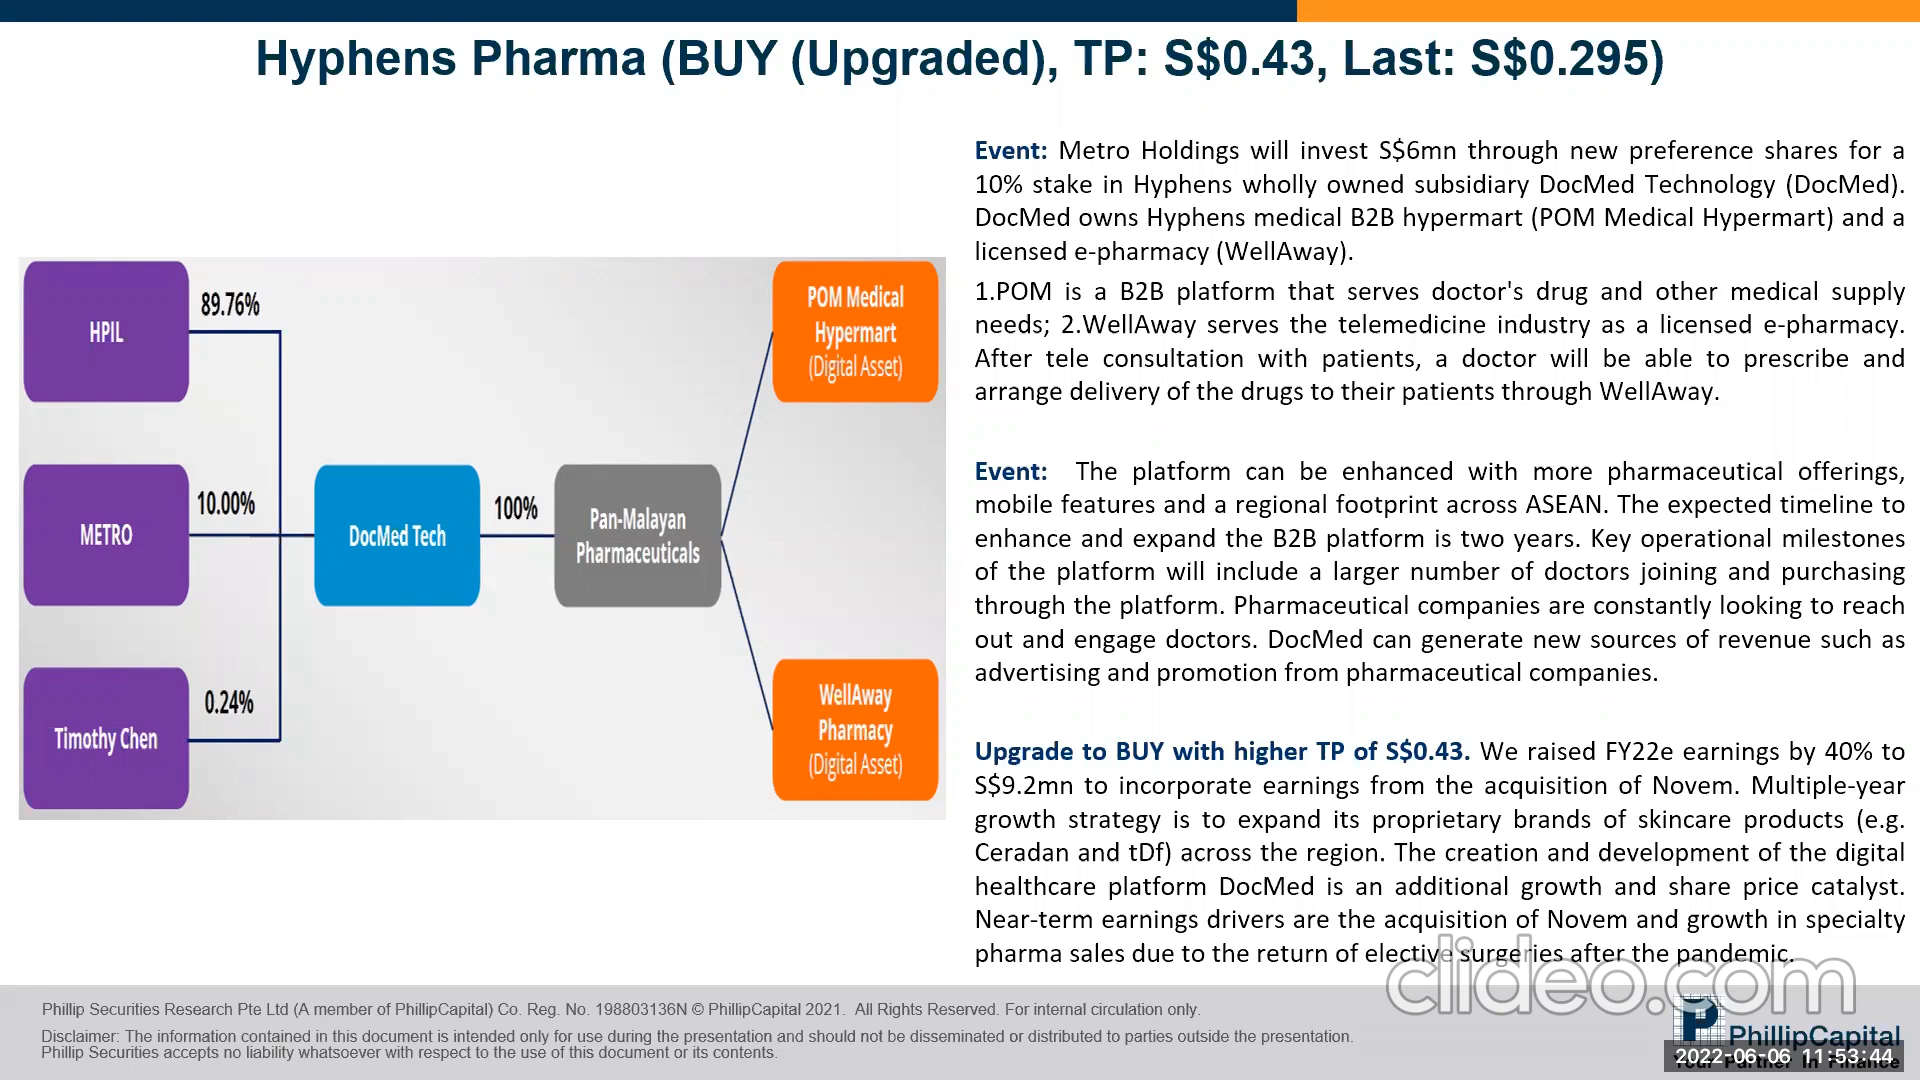 Hyphens Pharma (BUY (Upgraded), TP: S$0.43, Last: S$0.295)
HPIL
89.76%
METRO
10.00%
Timothy Chen
0.24%
DocMed Tech
100%
Pan-Malayan
Pharmaceuticals
POM Medical
Hypermart
(Digital Asset)
WellAway
Pharmacy
(Digital Asset)
Event: Metro Holdings will invest S$6mn through new preference shares for a
10% stake in Hyphens wholly owned subsidiary DocMed Technology (DocMed).
DocMed owns Hyphens medical B2B hypermart (POM Medical Hypermart) and a
licensed e-pharmacy (WellAway).
1.POM is a B2B platform that serves doctor's drug and other medical supply
needs; 2.WellAway serves the telemedicine industry as a licensed e-pharmacy.
After tele consultation with patients, a doctor will be able to prescribe and
arrange delivery of the drugs to their patients through WellAway.
Event: The platform can be enhanced with more pharmaceutical offerings,
mobile features and a regional footprint across ASEAN. The expected timeline to
enhance and expand the B2B platform is two years. Key operational milestones
of the platform will include a larger number of doctors joining and purchasing
through the platform. Pharmaceutical companies are constantly looking to reach
out and engage doctors. DocMed can generate new sources of revenue such as
advertising and promotion from pharmaceutical companies.
Upgrade to BUY with higher TP of S$0.43. We raised FY22e earnings by 40% to
S$9.2mn to incorporate earnings from the acquisition of Novem. Multiple-year
growth strategy is to expand its proprietary brands of skincare products (e.g.
Ceradan and tDf) across the region. The creation and development of the digital
healthcare platform DocMed is an additional growth and share price catalyst.
Near-term earnings drivers are the acquisition of Novem and growth in specialty
pharma sales due to the return of elective surgeries after the pandemic.
clideo.com
Phillip Securities Research Pte Ltd (A member of PhillipCapital) Co. Reg. No. 198803136N © PhillipCapital 2021. All Rights Reserved. For internal circulation only.
Disclaimer: The information contained in this document is intended only for use during the presentation and should not be disseminated or distributed to parties outside the presentation.
Phillip Securities accepts no liability whatsoever with respect to the use of this document or its contents.
PhillipCapital
Your Partner In Finance
2022-06-06 11:53:44